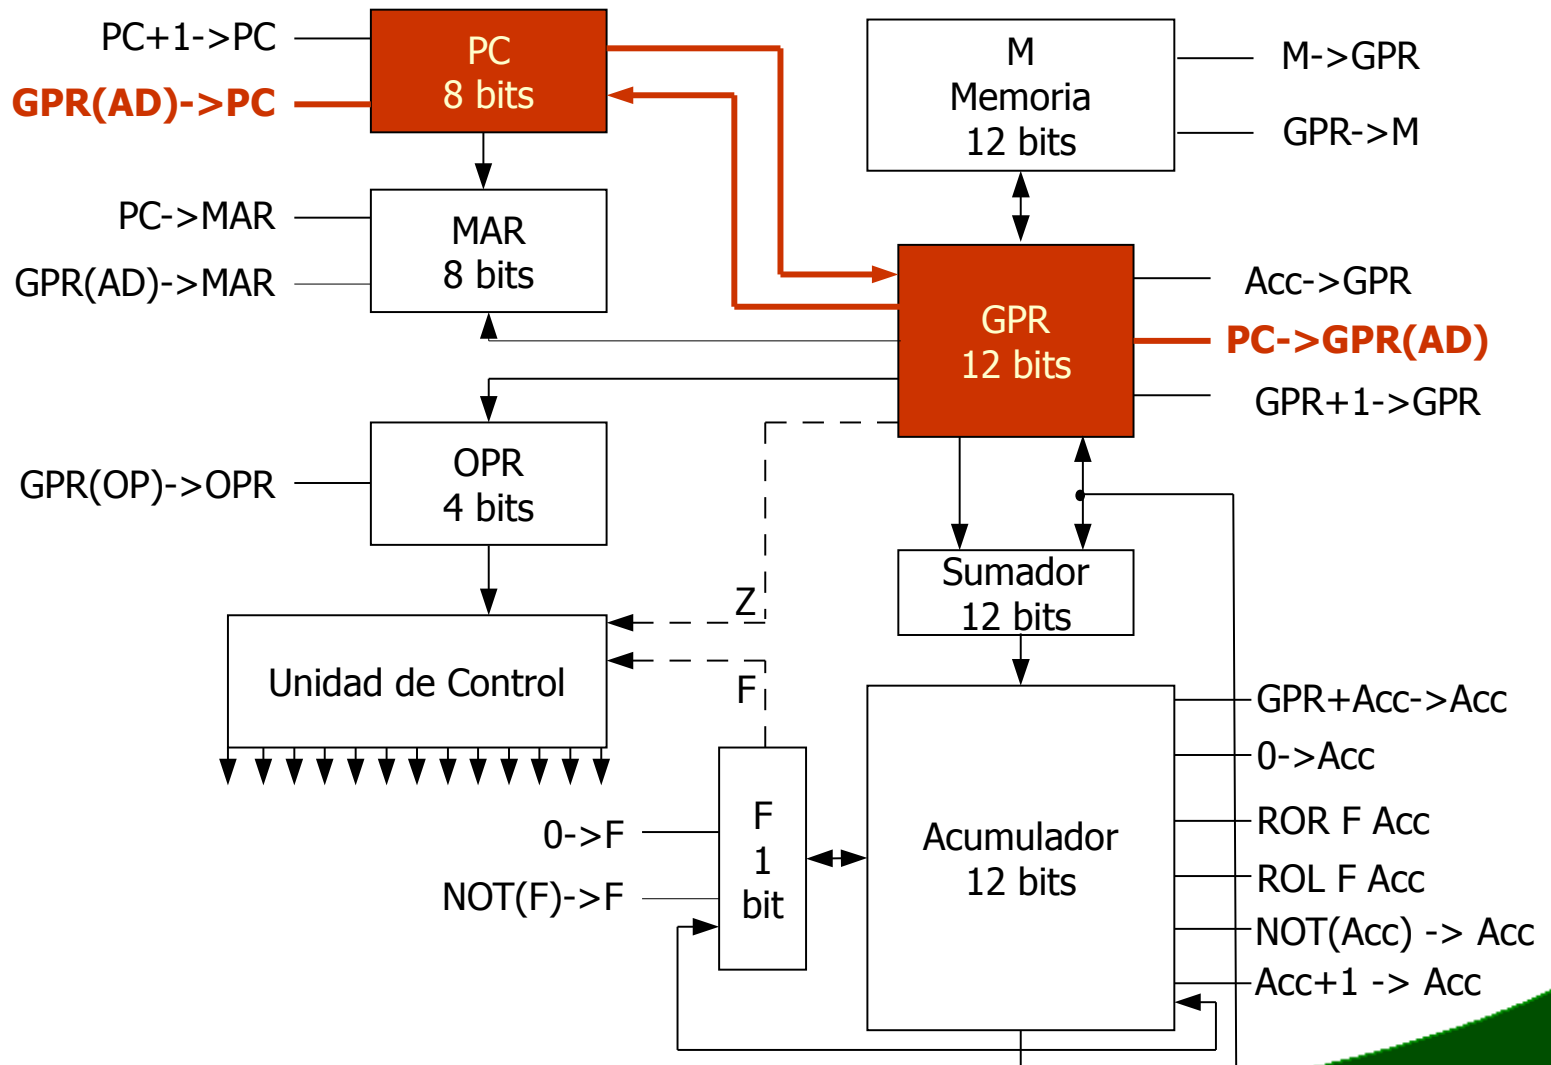 PC+1->PC
GPR(AD)->PC
PC
8 bits
M
Memoria
12 bits
M->GPR
GPR->M
PC->MAR
GPR(AD)->MAR
MAR
8 bits
GPR
12 bits
Acc->GPR
PC->GPR(AD)
GPR+1->GPR
GPR(OP)->OPR
OPR
4 bits
Sumador
12 bits
Z
F
Unidad de Control
0->F
NOT(F)->F
F
1
bit
Acumulador
12 bits
GPR+Acc->Acc
0->Acc
ROR F Acc
ROL F Acc
NOT(Acc) -> Acc
Acc+1 -> Acc